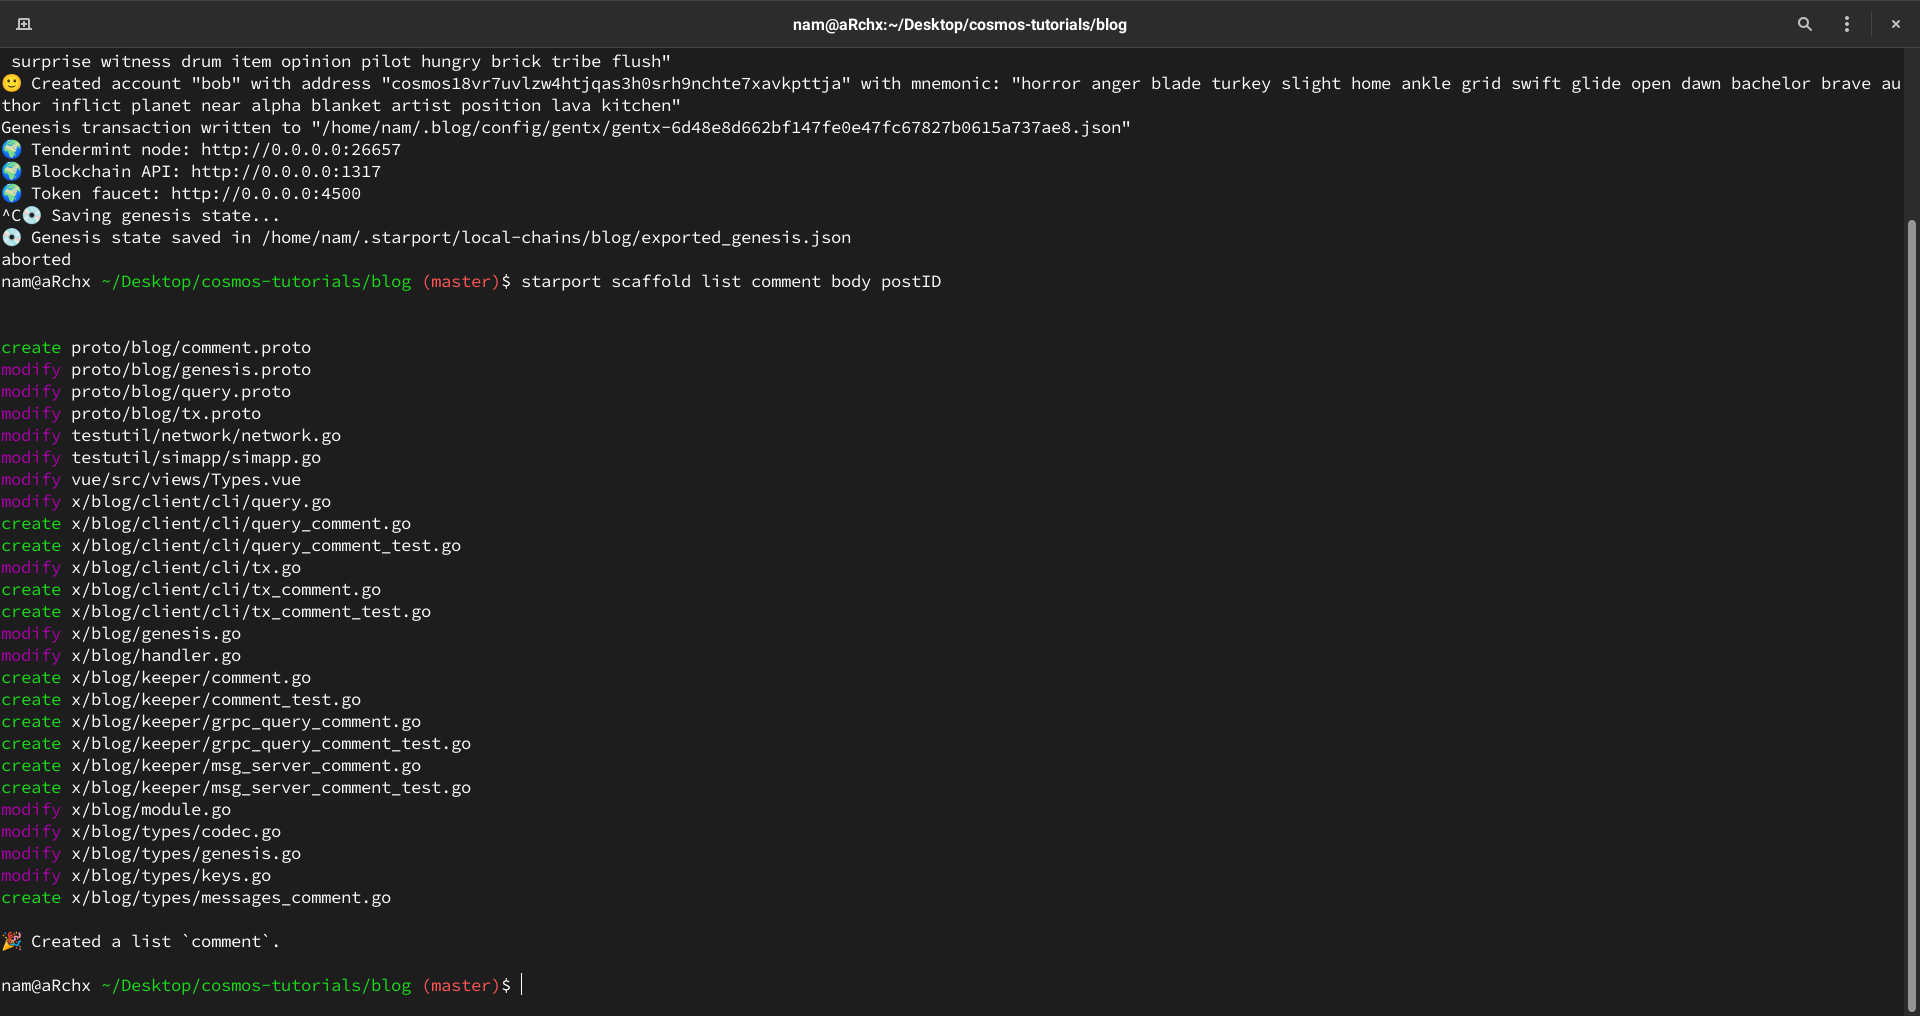 nam@aRchx:~/Desktop/cosmos-tutorials/blog
surprise witness drum item opinion pilot hungry brick tribe flush"
🙂 Created account "bob" with address "cosmos18vr7uvlzw4htjqas3h0srh9nchte7xavkpttja" with mnemonic: "horror anger blade turkey slight home ankle grid swift glide open dawn bachelor brave au
thor inflict planet near alpha blanket artist position lava kitchen"
Genesis transaction written to "/home/nam/.blog/config/gentx/gentx-6d48e8d662bf147fe0e47fc67827b0615a737ae8.json"
🌍 Tendermint node: http://0.0.0.0:26657
🌍 Blockchain API: http://0.0.0.0:1317
🌍 Token faucet: http://0.0.0.0:4500
^C💿 Saving genesis state...
💿 Genesis state saved in /home/nam/.starport/local-chains/blog/exported_genesis.json
aborted
nam@aRchx ~/Desktop/cosmos-tutorials/blog (master)$ starport scaffold list comment body postID
create proto/blog/comment.proto
modify proto/blog/genesis.proto
modify proto/blog/query.proto
modify proto/blog/tx.proto
modify testutil/network/network.go
modify testutil/simapp/simapp.go
modify vue/src/views/Types.vue
modify x/blog/client/cli/query.go
create x/blog/client/cli/query_comment.go
create x/blog/client/cli/query_comment_test.go
modify x/blog/client/cli/tx.go
create x/blog/client/cli/tx_comment.go
create x/blog/client/cli/tx_comment_test.go
modify x/blog/genesis.go
modify x/blog/handler.go
create x/blog/keeper/comment.go
create x/blog/keeper/comment_test.go
create x/blog/keeper/grpc_query_comment.go
create x/blog/keeper/grpc_query_comment_test.go
create x/blog/keeper/msg_server_comment.go
create x/blog/keeper/msg_server_comment_test.go
modify x/blog/module.go
modify x/blog/types/codec.go
modify x/blog/types/genesis.go
modify x/blog/types/keys.go
create x/blog/types/messages_comment.go
🎉 Created a list `comment`.
nam@aRchx ~/Desktop/cosmos-tutorials/blog (master)$